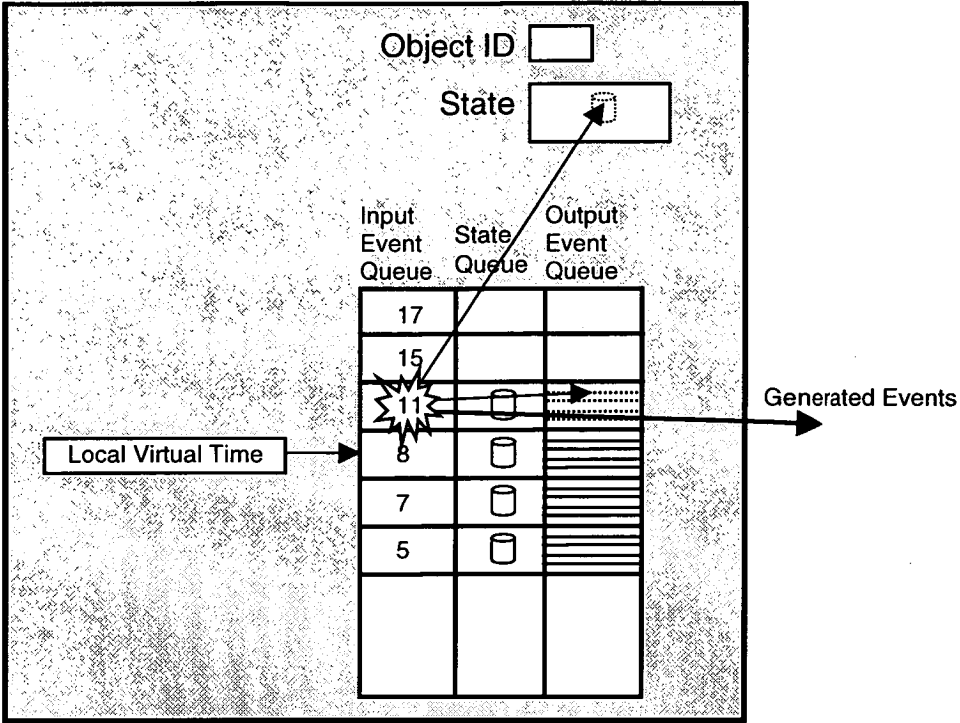 Object ID
State
Input
Event
Queue
State
Queue
Output
Event
Queue
17
15
11
Generated Events
Local Virtual Time
8
7
5